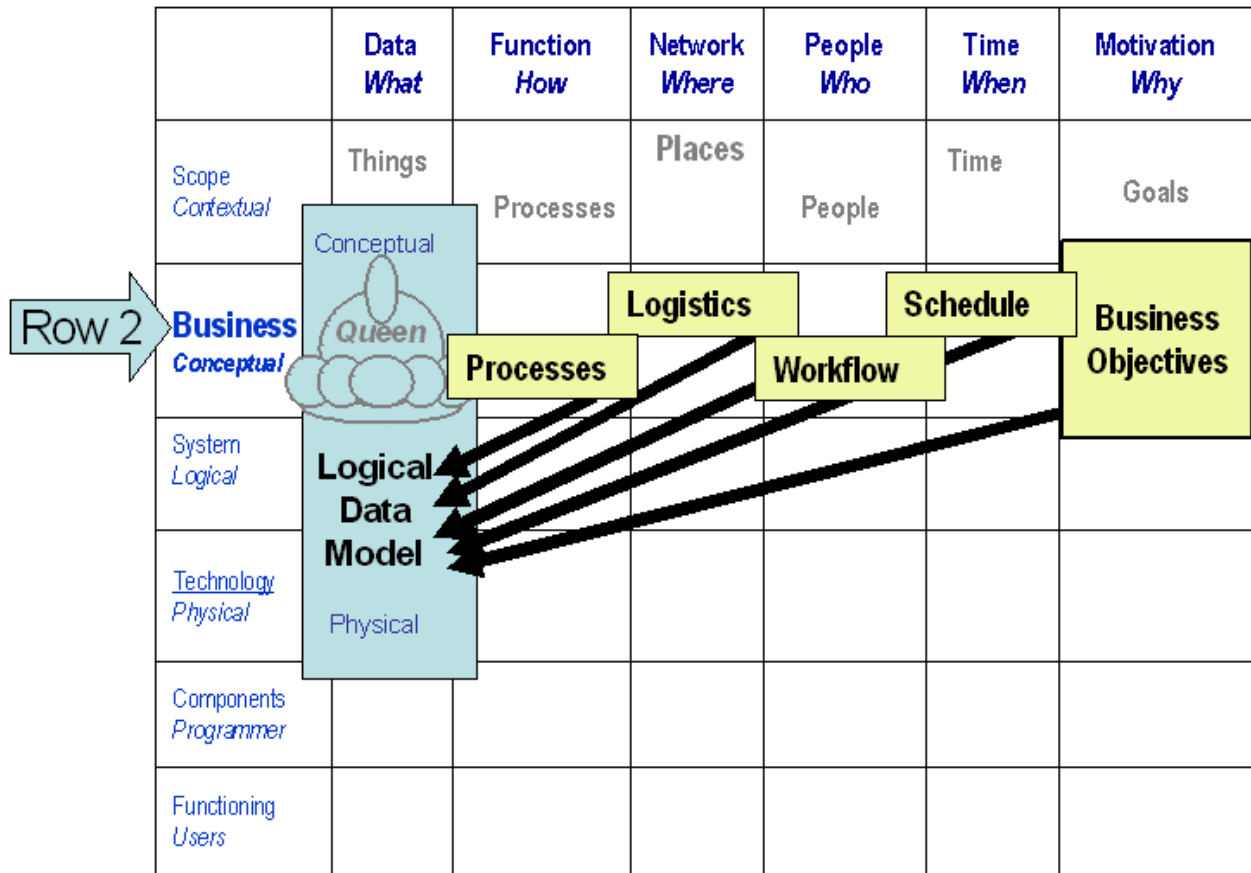 Data
What
Function
How
Network
Where
People
Who
Time
When
Motivation
Why
Scope
Contextual
Things
Processes
Places
People
Time
Goals
Row 2
Business
Conceptual
Conceptual
Queen
Processes
Logistics
Workflow
Schedule
Business
Objectives
System
Logical
Logical
Data
Model
Technology
Physical
Physical
Components
Programmer
Functioning
Users